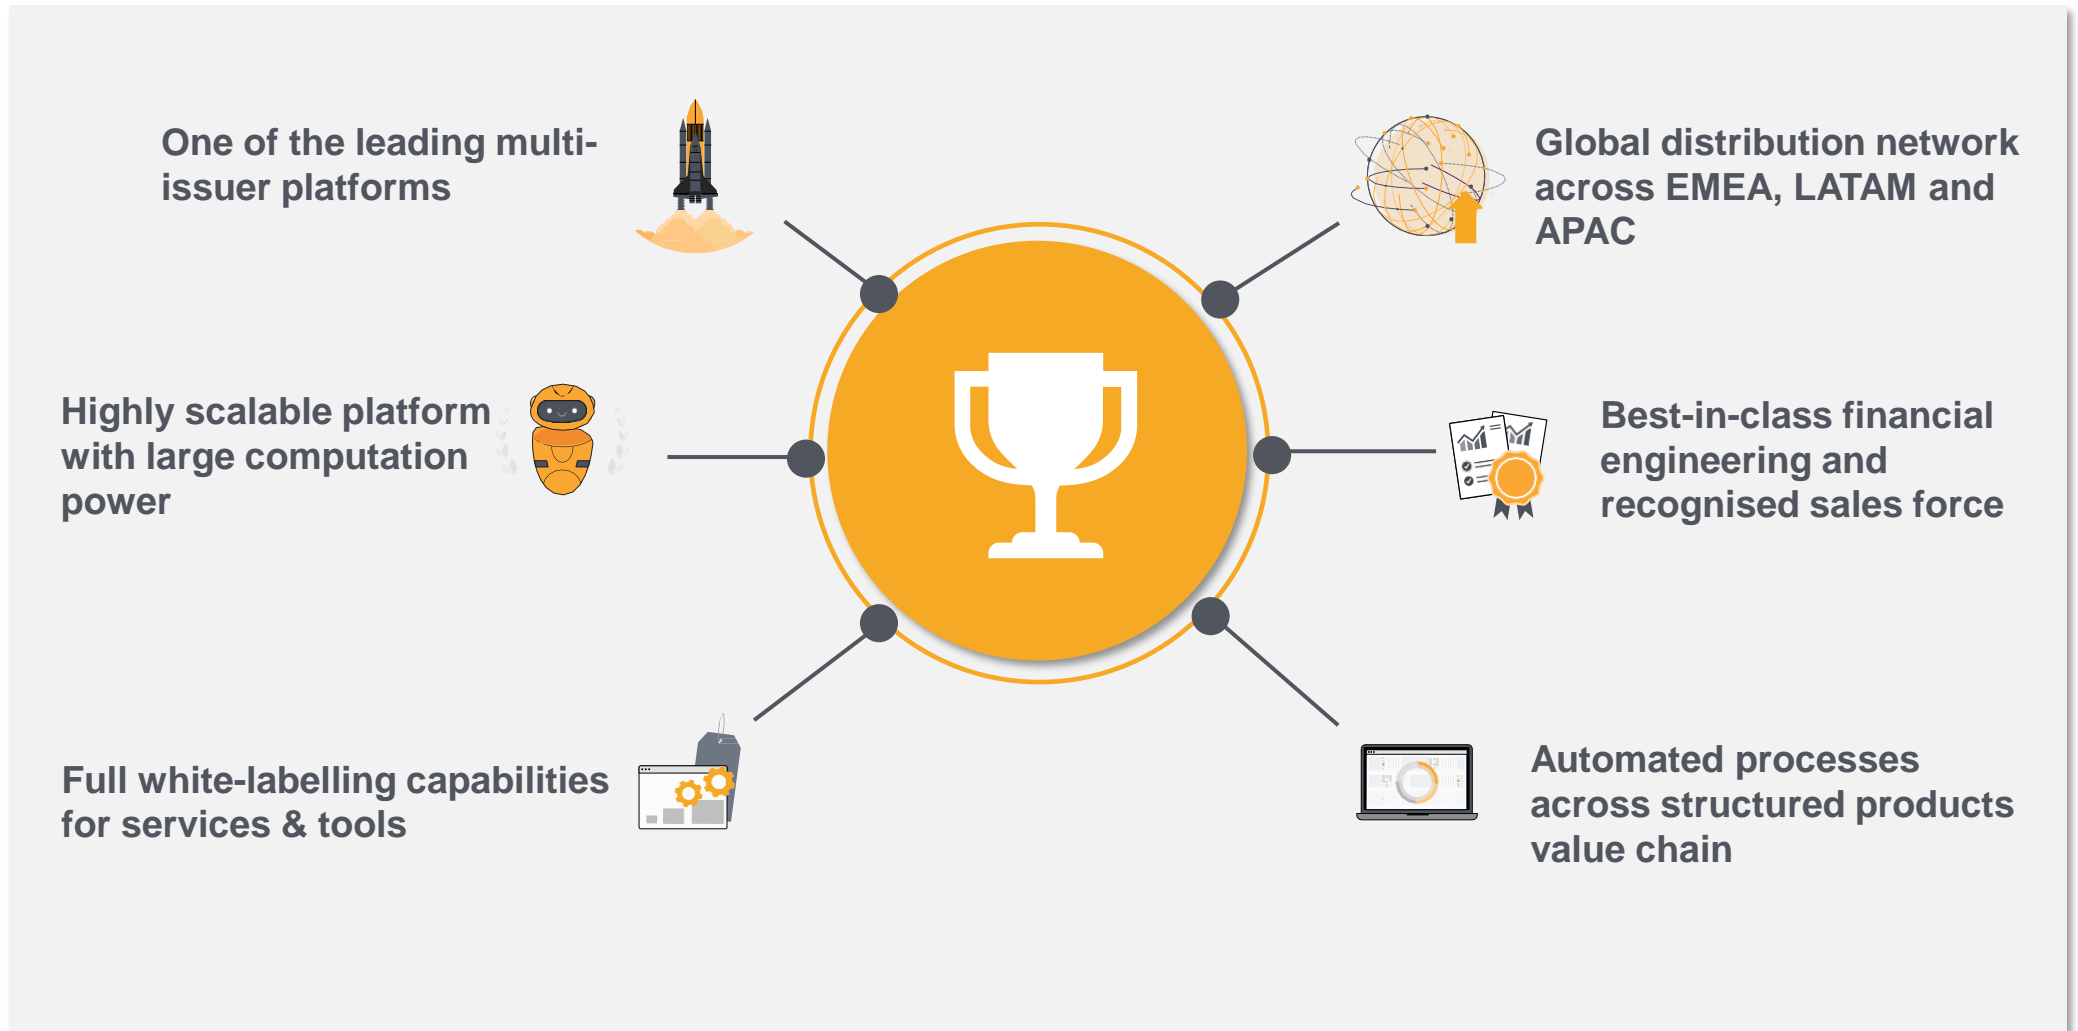 One of the leading multi-
issuer platforms
Global distribution network
across EMEA, LATAM and
APAC
Highly scalable platform
with large computation
power
Best-in-class financial
engineering and
recognised sales force
Full white-labelling capabilities
for services & tools
Automated processes
across structured products
value chain